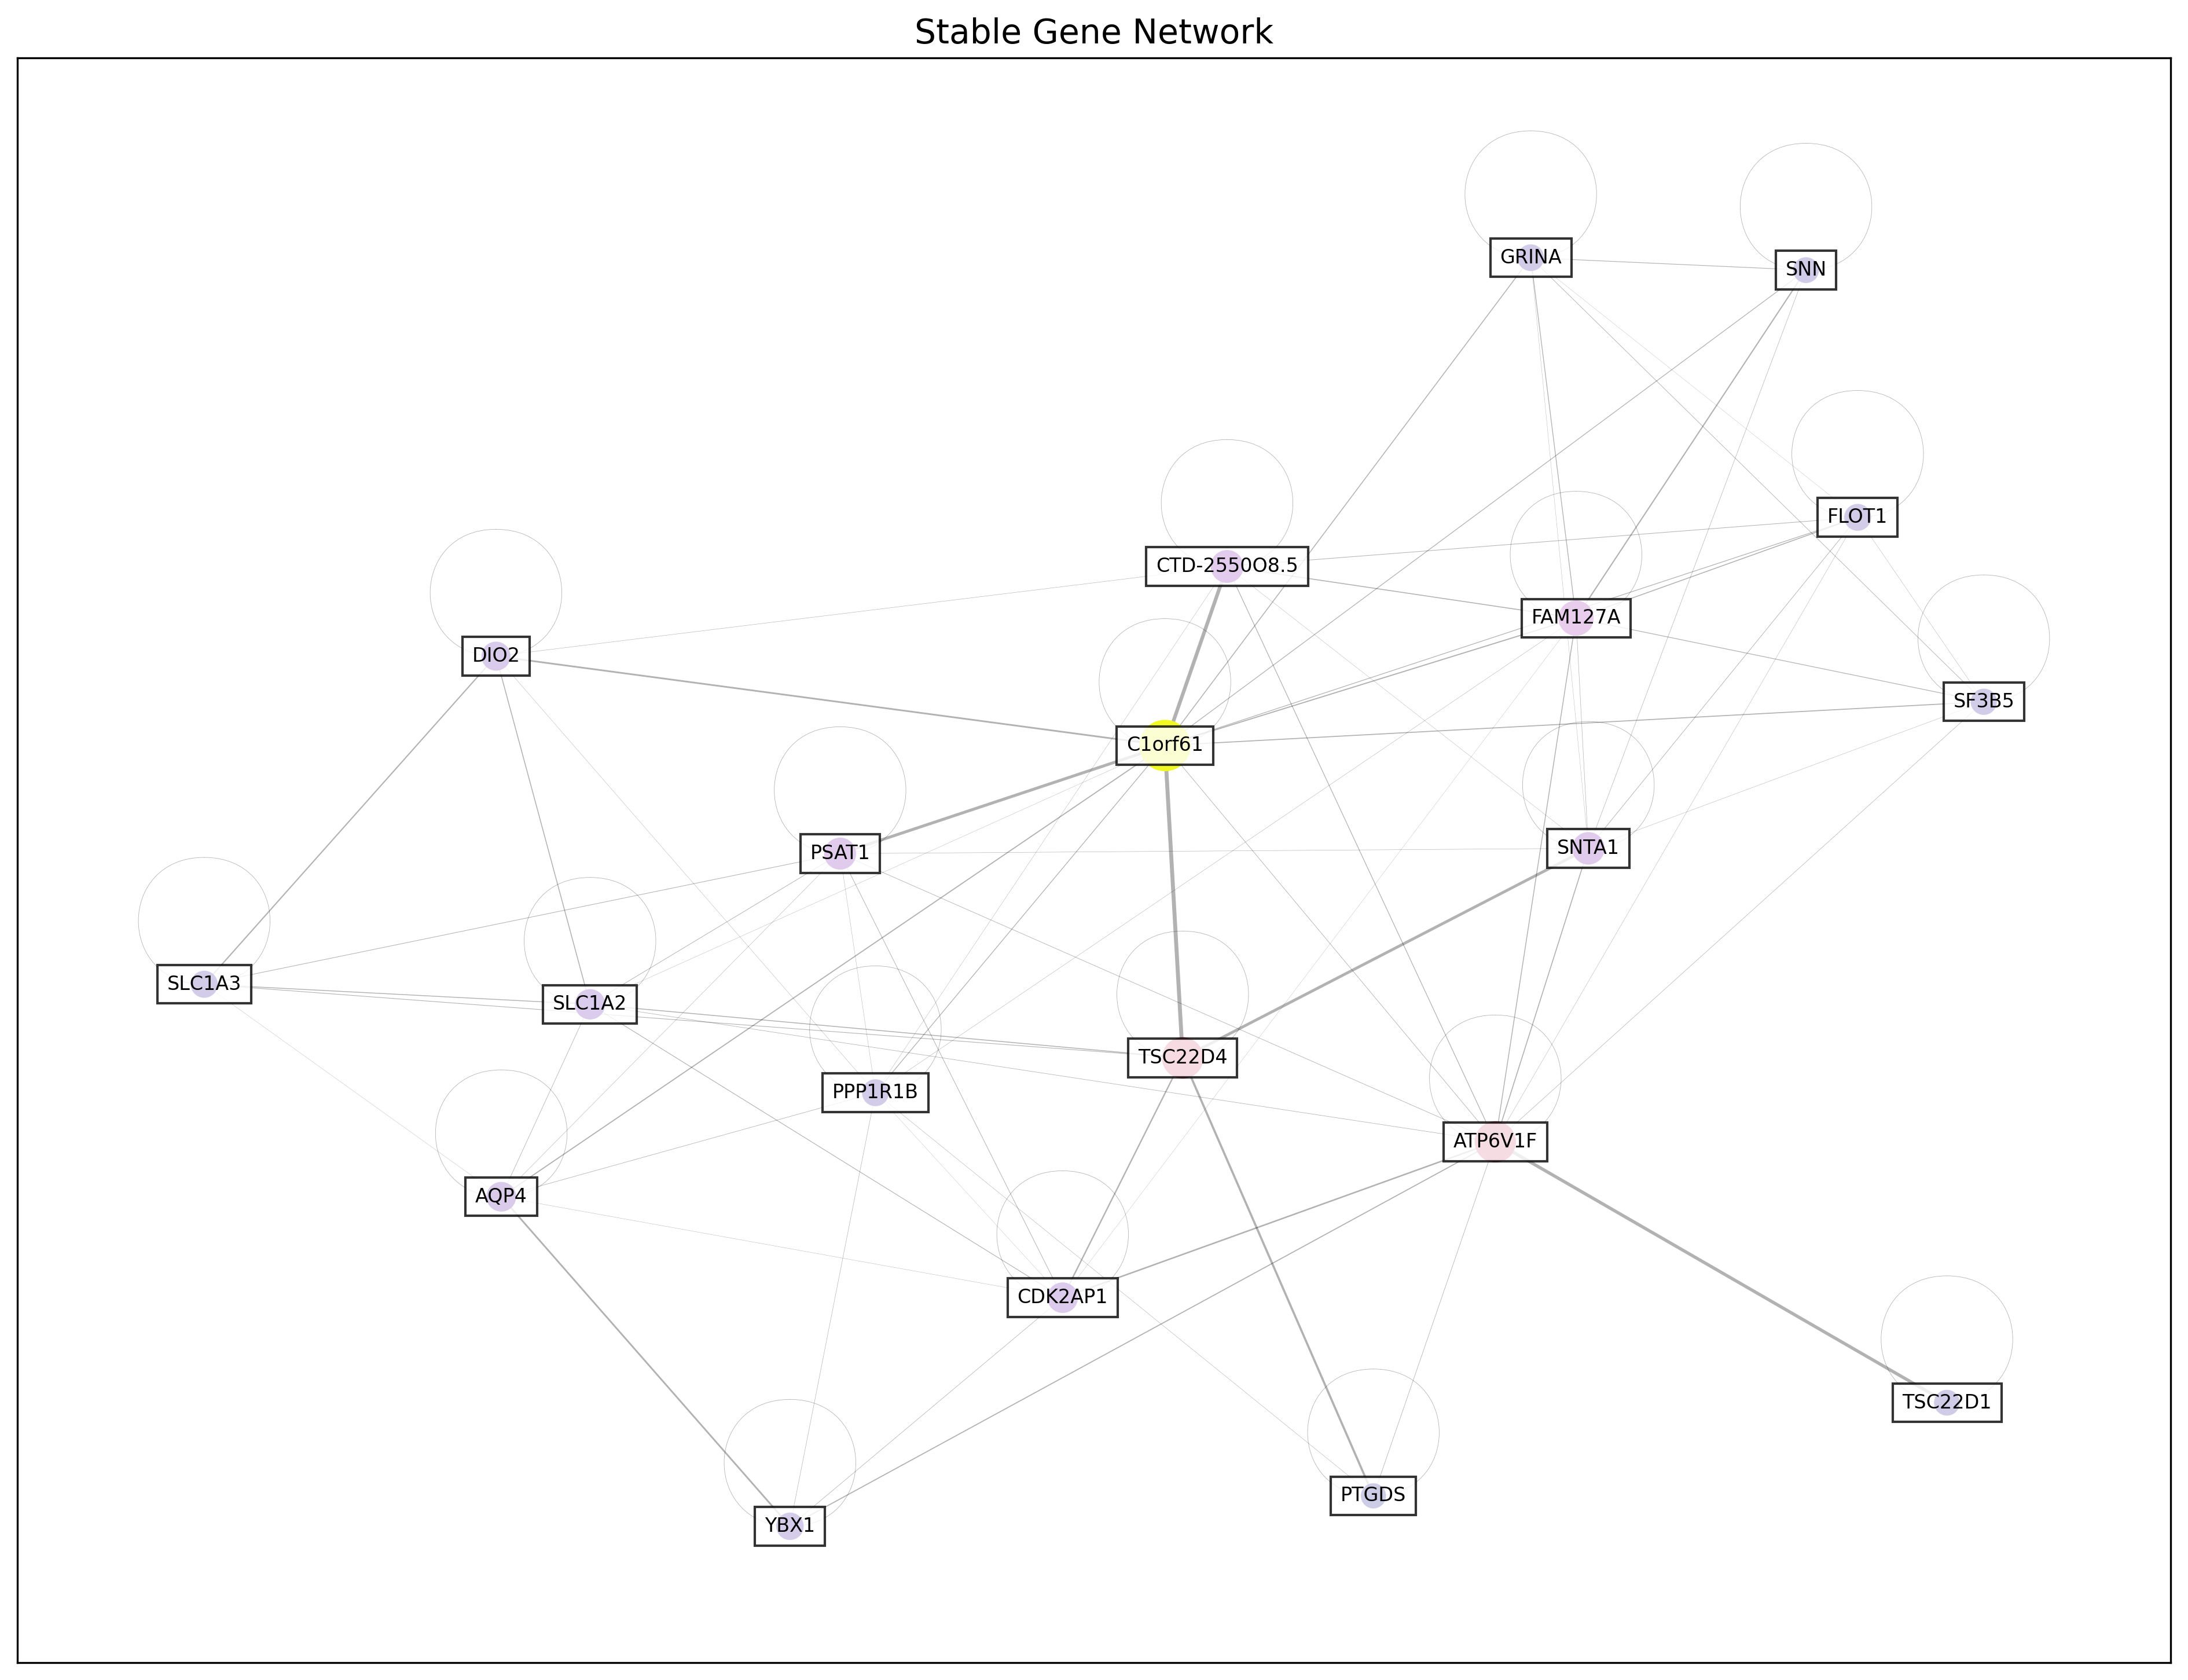 Stable Gene Network
GRINA
SNN
FLOT1
CTD-2550O8.5
FAM127A
DIO2
SF3B5
C1orf61
SNTA1
PSAT1
SLC1A3
SLC1A2
TSC22D4
PPP1R1B
ATP6V1F
AQP4
CDK2AP1
TSC22D1
PTGDS
YBX1